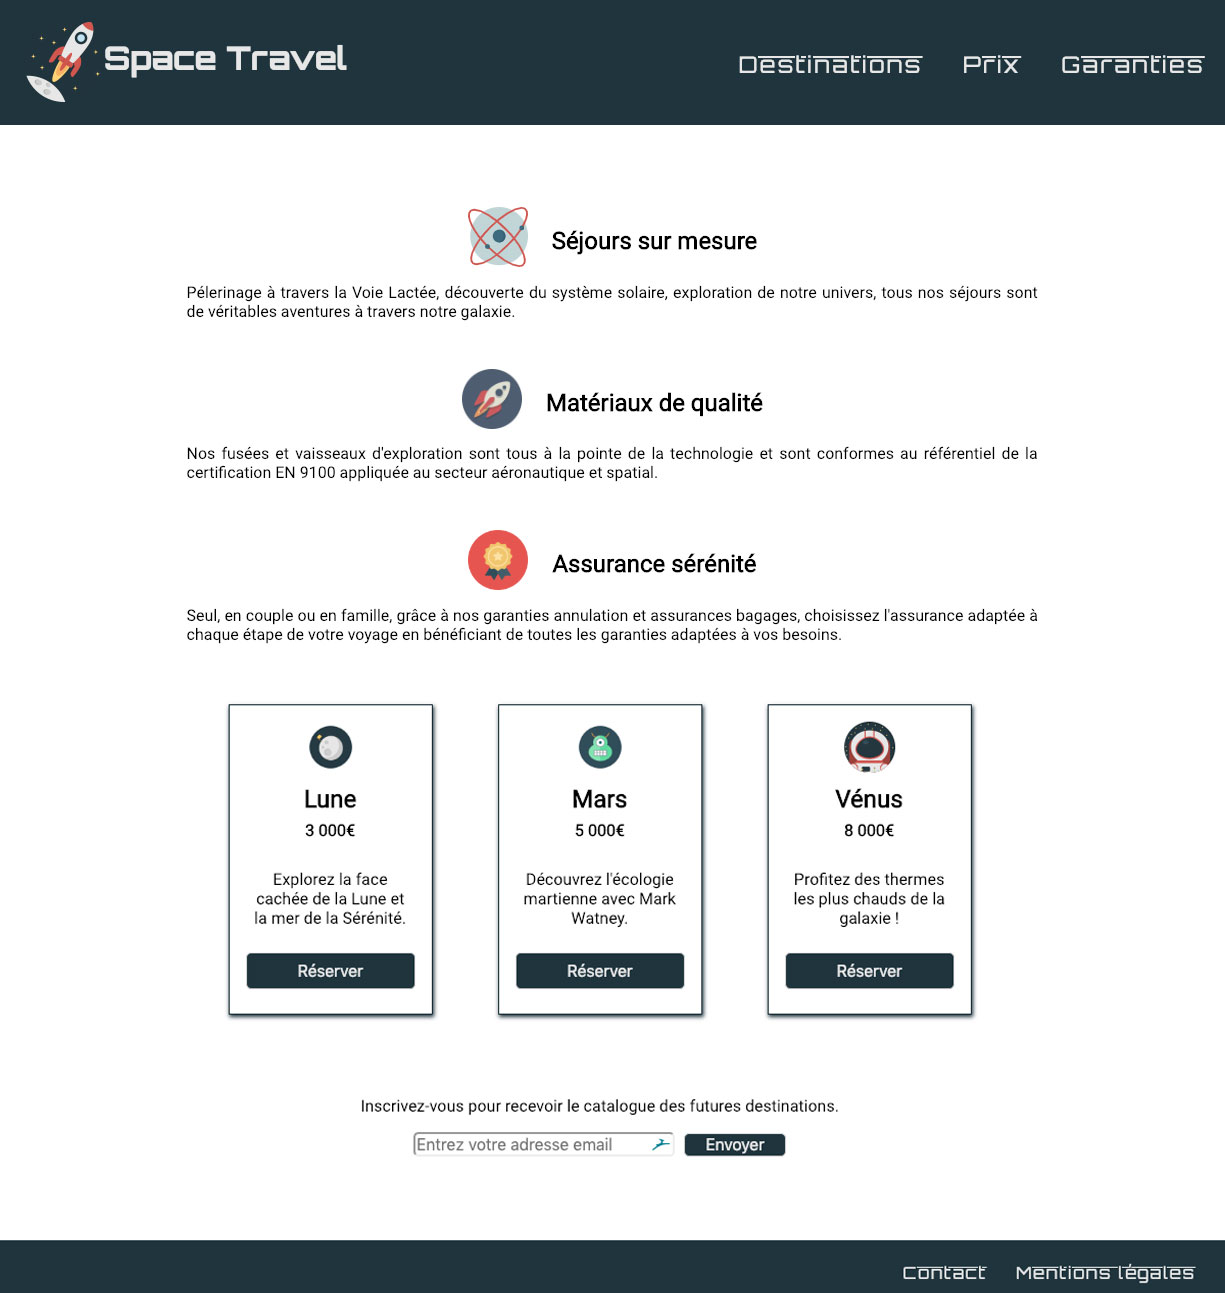 Space Travel
Destinations Prix Garanties
Séjours sur mesure
Pélerinage à travers la Voie Lactée, découverte du système solaire, exploration de notre univers, tous nos séjours sont
de véritables aventures à travers notre galaxie.
Matériaux de qualité
Nos fusées et vaisseaux d'exploration sont tous à la pointe de la technologie et sont conformes au référentiel de la
certification EN 9100 appliquée au secteur aéronautique et spatial.
Assurance sérénité
Seul, en couple ou en famille, grâce à nos garanties annulation et assurances bagages, choisissez l'assurance adaptée à
chaque étape de votre voyage en bénéficiant de toutes les garanties adaptées à vos besoins.
Lune
3 000€
Explorez la face
cachée de la Lune et
la mer de la Sérénité.
Réserver
Mars
5 000€
Découvrez l'écologie
martienne avec Mark
Watney.
Réserver
Vénus
8 000€
Profitez des thermes
les plus chauds de la
galaxie !
Réserver
Inscrivez-vous pour recevoir le catalogue des futures destinations.
Entrez votre adresse email Envoyer
Contact Mentions légales